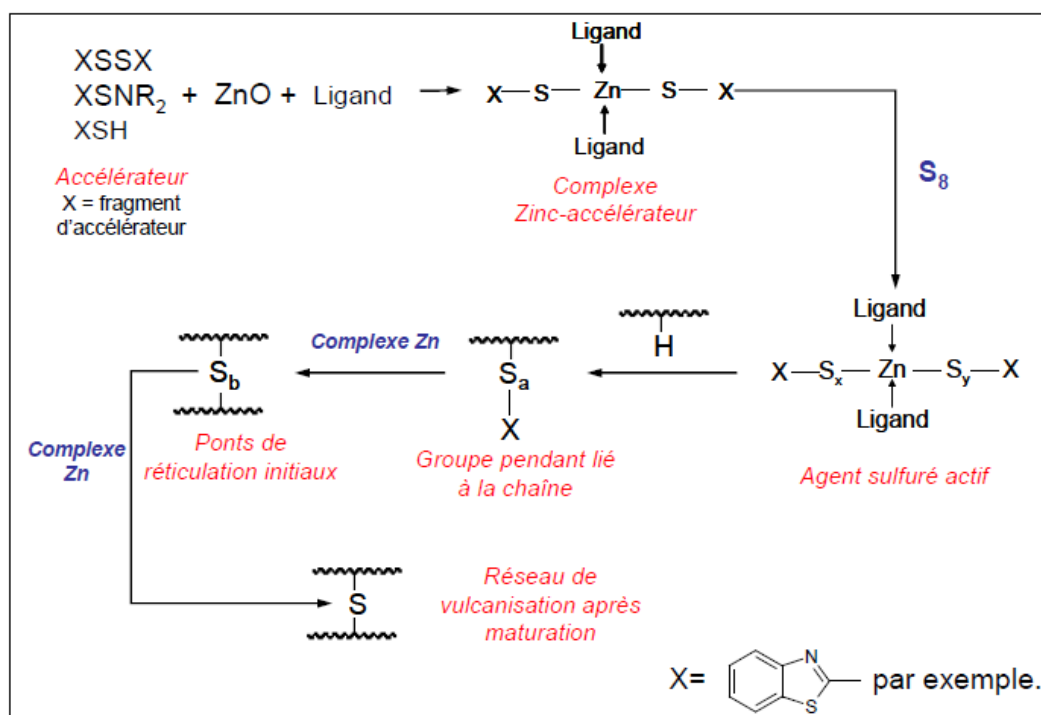 XSSX
XSNR2 + ZnO + Ligand
XSH
Accélérateur
X = fragment
d'accélérateur
Ligand
X—S—Zn—S—X
Ligand
Complexe
Zinc-accélérateur
S8
Ligand
X—Sx—Zn—Sy—X
Ligand
Agent sulfuré actif
H
Sa
X
Groupe pendant lié
à la chaîne
Complexe Zn
Sb
Ponts de
réticulation initiaux
Complexe
Zn
S
Réseau de
vulcanisation après
maturation
X= N S par exemple.